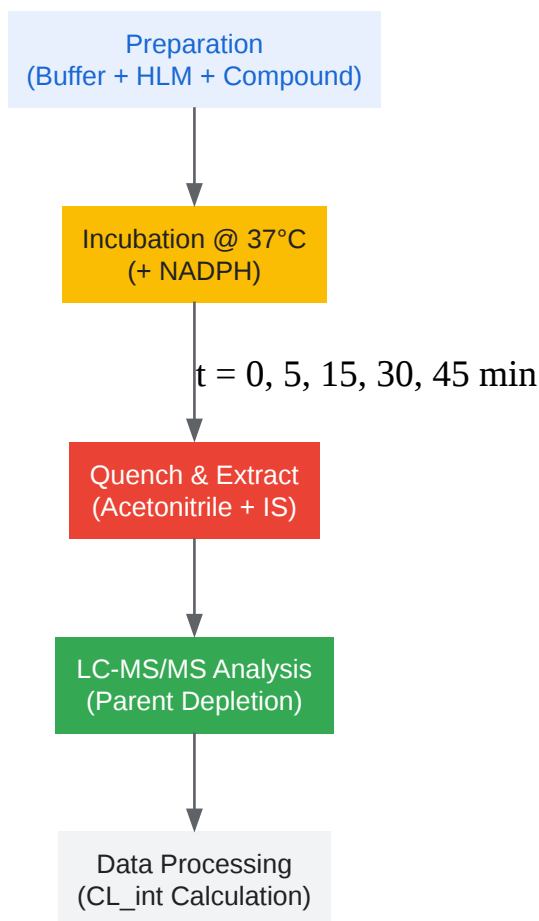 Preparation
(Buffer + HLM + Compound)
Incubation @ 37°C
(+ NADPH)
t = 0, 5, 15, 30, 45 min
Quench & Extract
(Acetonitrile + IS)
LC-MS/MS Analysis
(Parent Depletion)
Data Processing
(CL_int Calculation)